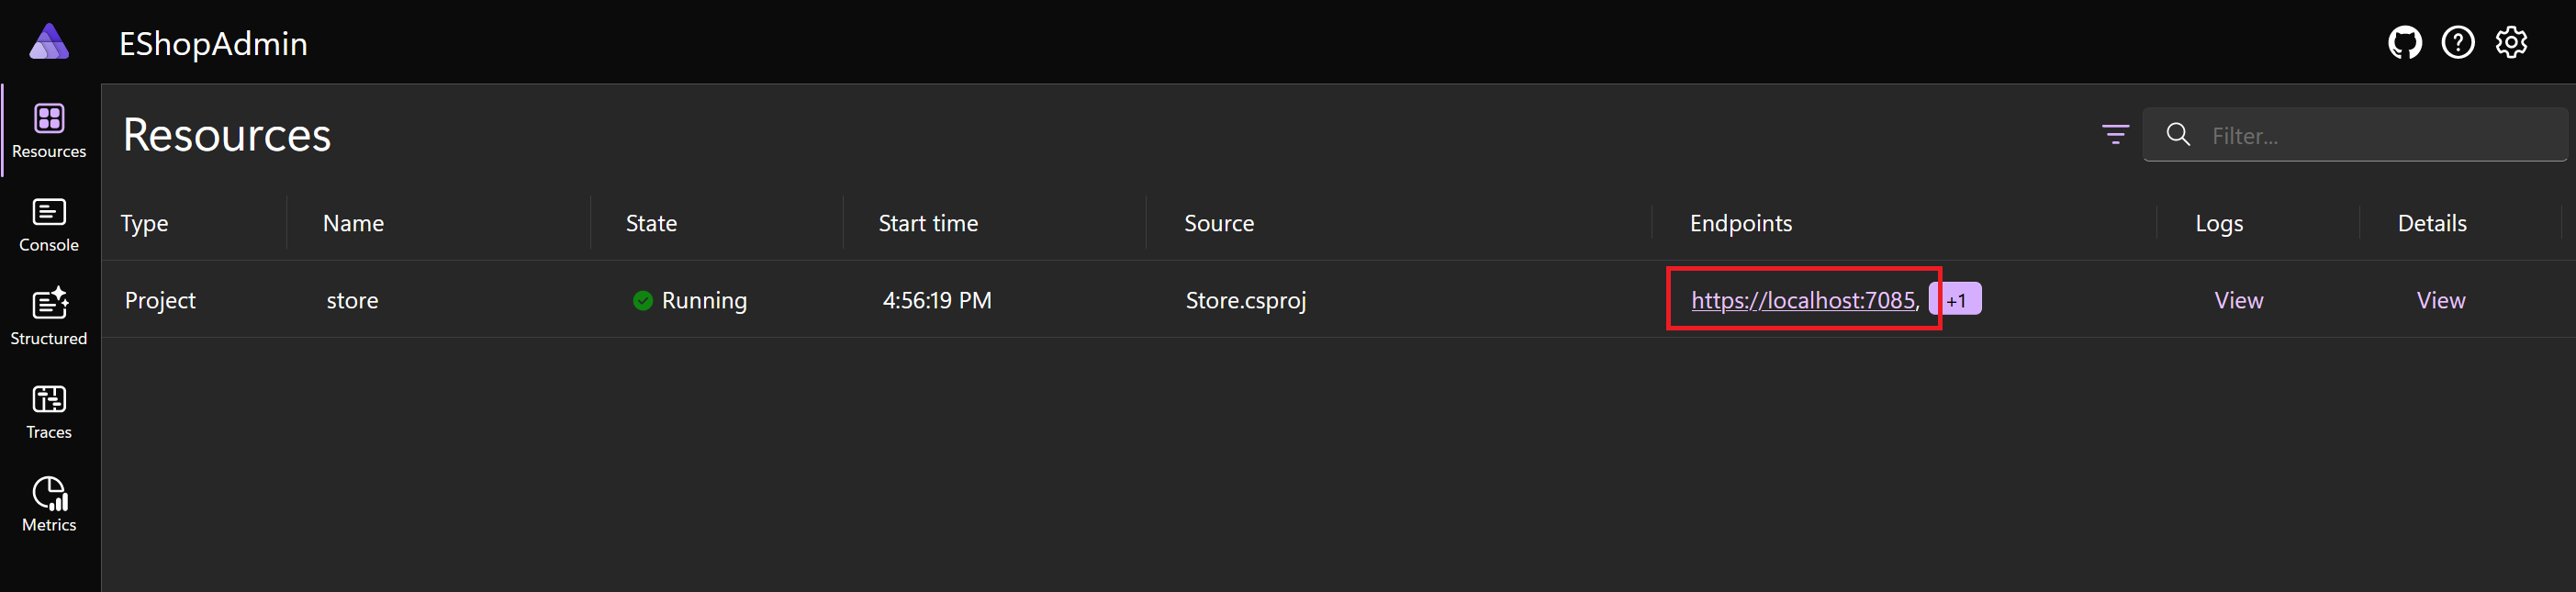 EShopAdmin
Resources
Resources
Filter...
Console
Structured
Traces
Metrics
Type Name State Start time Source Endpoints Logs Details
Project store Running 4:56:19 PM Store.csproj https://localhost:7085, +1 View View